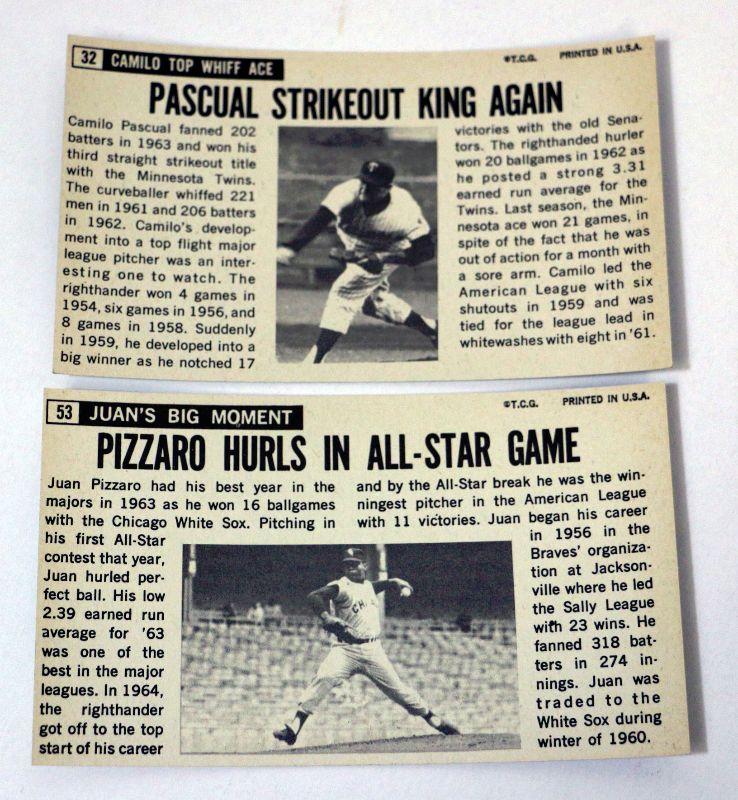 32 CAMILO TOP WHIFF ACE
©T.C.G. PRINTED IN U.S.A.
PASCUAL STRIKEOUT KING AGAIN
Camilo Pascual fanned 202
batters in 1963 and won his
third straight strikeout title
with the Minnesota Twins.
The curveballer whiffed 221
men in 1961 and 206 batters
in 1962. Camilo's develop-
ment into a top flight major
league pitcher was an inter-
esting one to watch. The
righthander won 4 games in
1954, six games in 1956, and
8 games in 1958. Suddenly
in 1959, he developed into a
big winner as he notched 17
victories with the old Sena-
tors. The righthanded hurler
won 20 ballgames in 1962 as
he posted a strong 3.31
earned run average for the
Twins. Last season, the Min-
nesota ace won 21 games, in
spite of the fact that he was
out of action for a month with
a sore arm. Camilo led the
American League with six
shutouts in 1959 and was
tied for the league lead in
whitewashes with eight in '61.
53 JUAN'S BIG MOMENT
©T.C.G. PRINTED IN U.S.A.
PIZZARO HURLS IN ALL-STAR GAME
Juan Pizzaro had his best year in the
majors in 1963 as he won 16 ballgames
with the Chicago White Sox. Pitching in
his first All-Star
contest that year,
Juan hurled per-
fect ball. His low
2.39 earned run
average for '63
was one of the
best in the major
leagues. In 1964,
the righthander
got off to the top
start of his career
and by the All-Star break he was the win-
ningest pitcher in the American League
with 11 victories. Juan began his career
in 1956 in the
Braves' organiza-
tion at Jackson-
ville where he led
the Sally League
with 23 wins. He
fanned 318 bat-
ters in 274 in-
nings. Juan was
traded to the
White Sox during
winter of 1960.
CHI